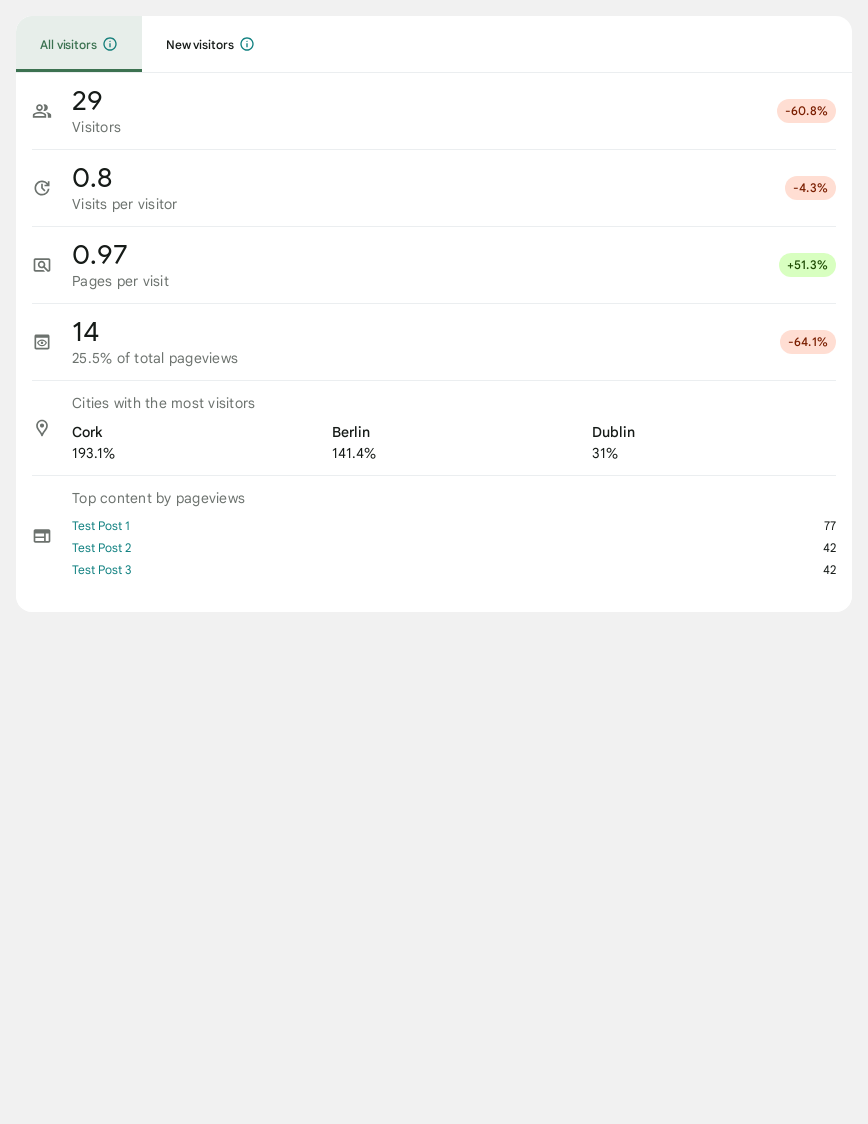 All visitors
New visitors
29
Visitors
-60.8%
0.8
Visits per visitor
-4.3%
0.97
Pages per visit
+51.3%
14
25.5% of total pageviews
-64.1%
Cities with the most visitors
Cork Berlin Dublin
193.1% 141.4% 31%
Top content by pageviews
Test Post 1 77
Test Post 2 42
Test Post 3 42